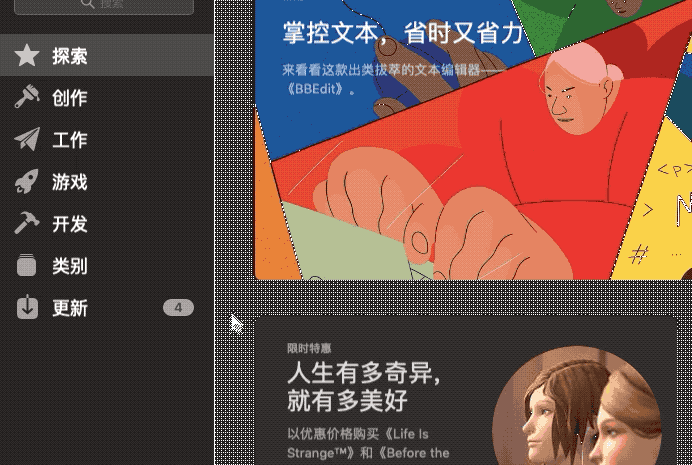 搜索
探索
创作
工作
游戏
开发
类别
更新
4
掌控文本，省时又省力
来看看这款出类拔萃的文本编辑器——
《BBEdit》。
<p>
>
#
限时特惠
人生有多奇异，
就有多美好
以优惠价格购买《Life Is
Strange™》和《Before the